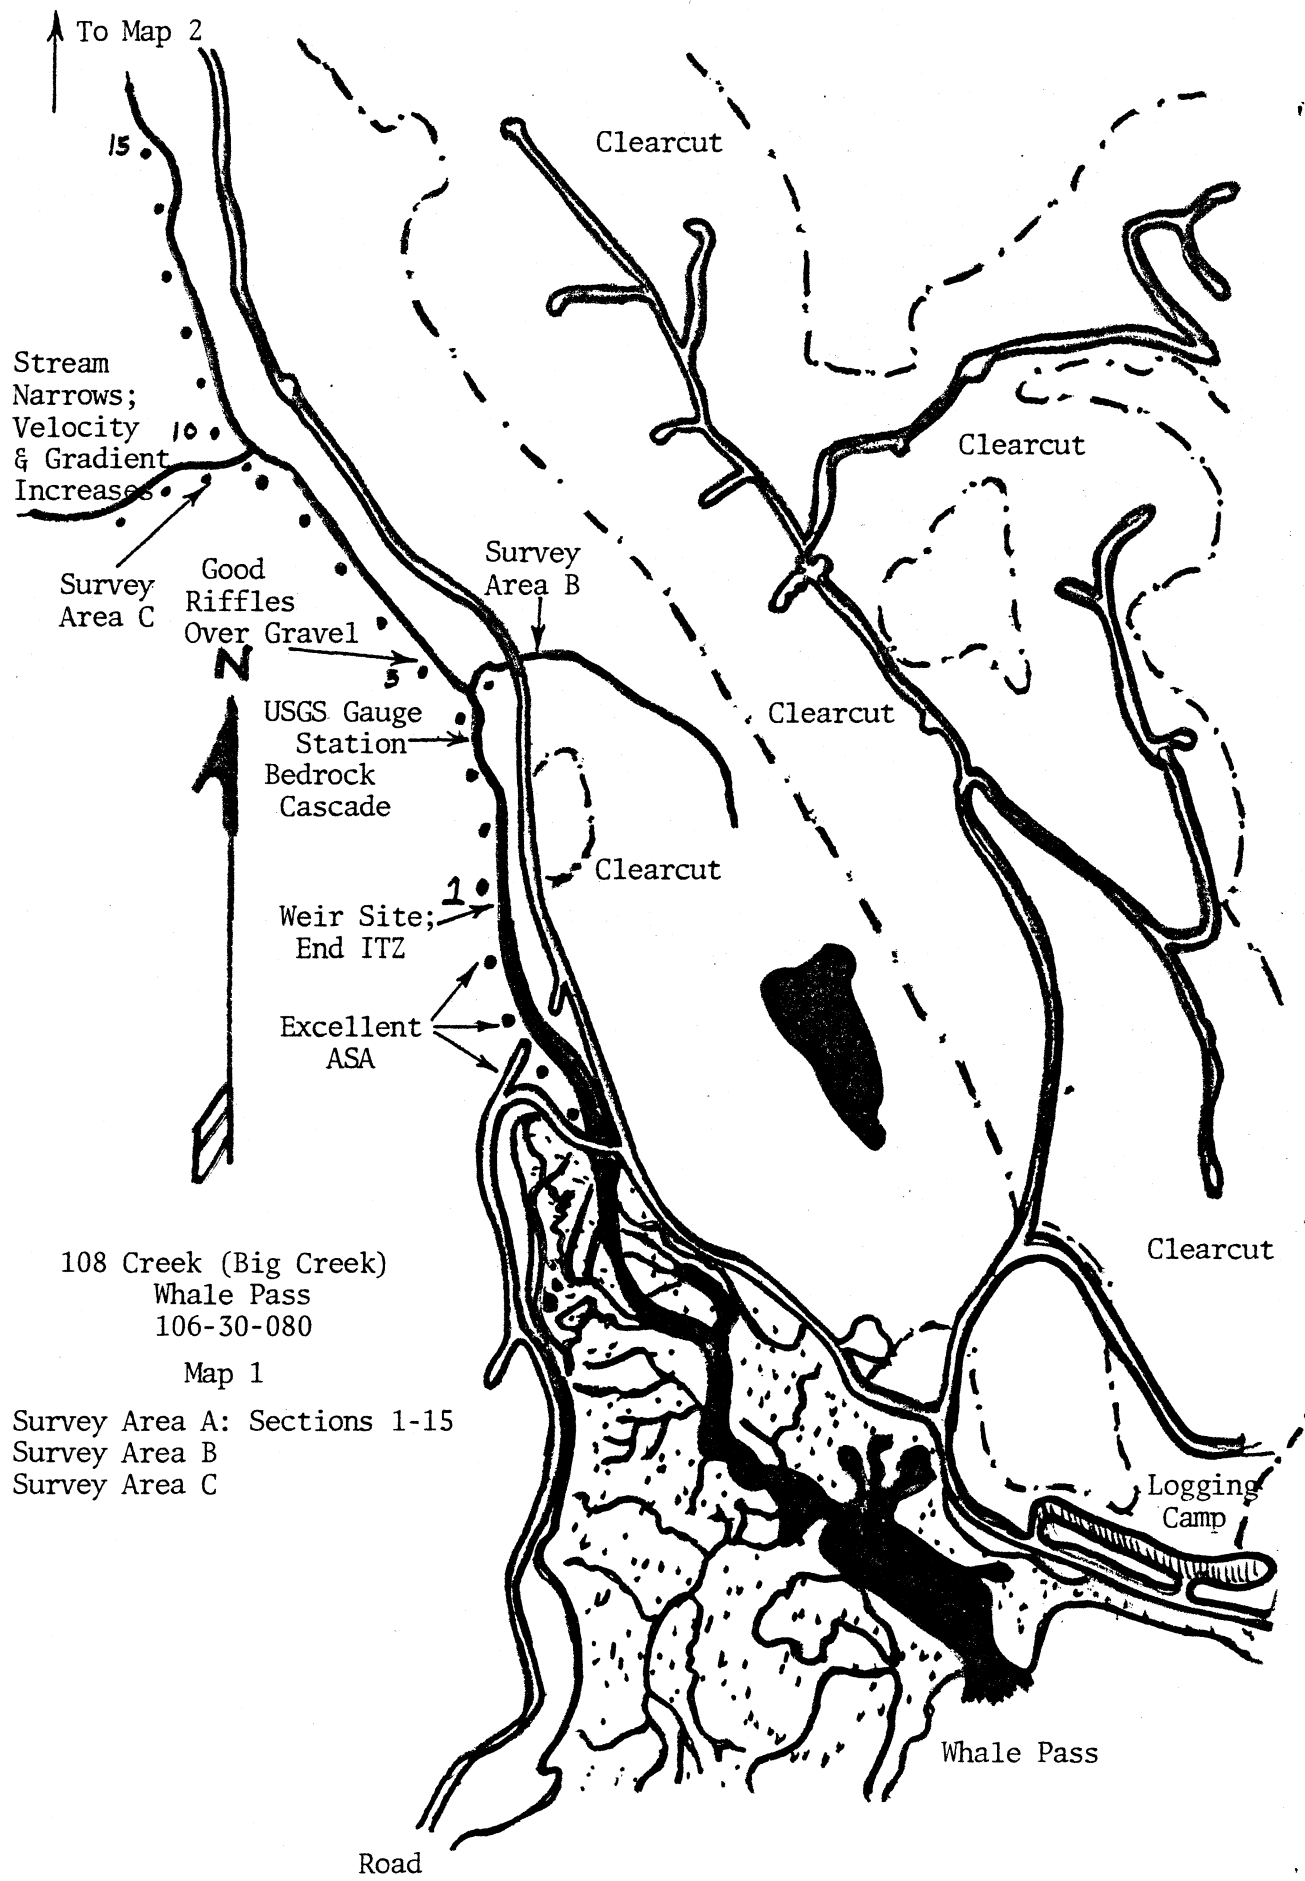 To Map 2
15
Clearcut
Stream
Narrows;
Velocity
& Gradient
Increases
10
Clearcut
Survey
Area C
Good
Riffles
Over Gravel
Survey
Area B
N
5
USGS Gauge
Station
Bedrock
Cascade
Clearcut
Clearcut
1
Weir Site;
End ITZ
Excellent
ASA
108 Creek (Big Creek)
Whale Pass
106-30-080
Map 1
Survey Area A: Sections 1-15
Survey Area B
Survey Area C
Clearcut
Logging
Camp
Whale Pass
Road